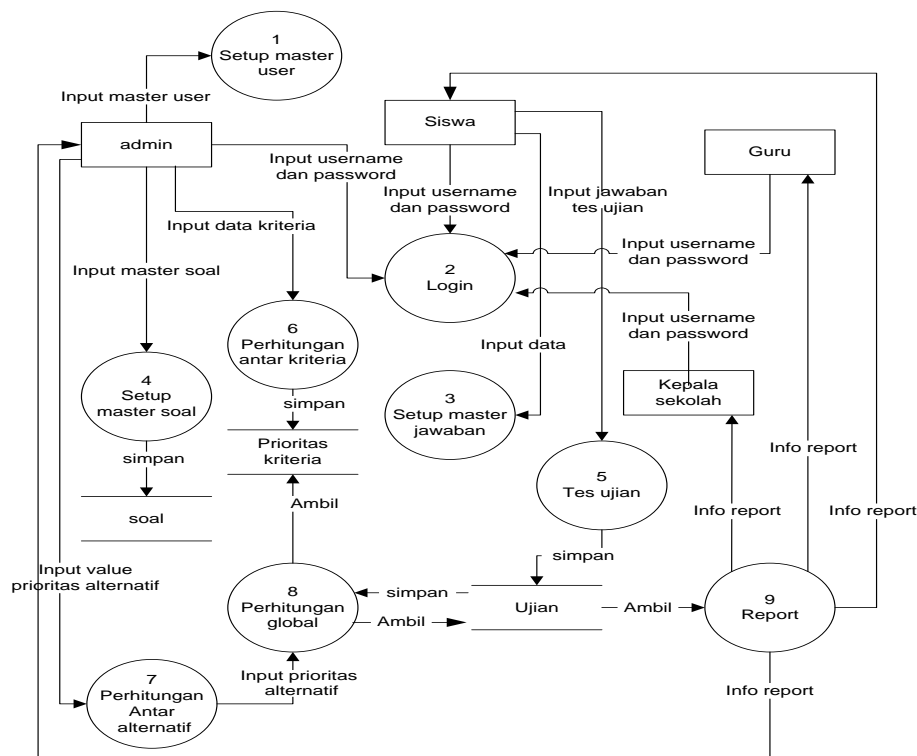 1
Setup master
user
Input master user
admin
Siswa
Guru
Input username
dan password
Input username
dan password
Input jawaban
tes ujian
Input username
dan password
Input data kriteria
Input master soal
2
Login
Input username
dan password
6
Perhitungan
antar kriteria
Input data
4
Setup
master soal
3
Setup master
jawaban
Kepala
sekolah
simpan
Prioritas
kriteria
simpan
5
Tes ujian
Info report
soal
Ambil
Info report
Info report
Input value
prioritas alternatif
simpan
8
Perhitungan
global
simpan
Ambil
Ujian
Ambil
9
Report
Input prioritas
alternatif
7
Perhitungan
Antar
alternatif
Info report